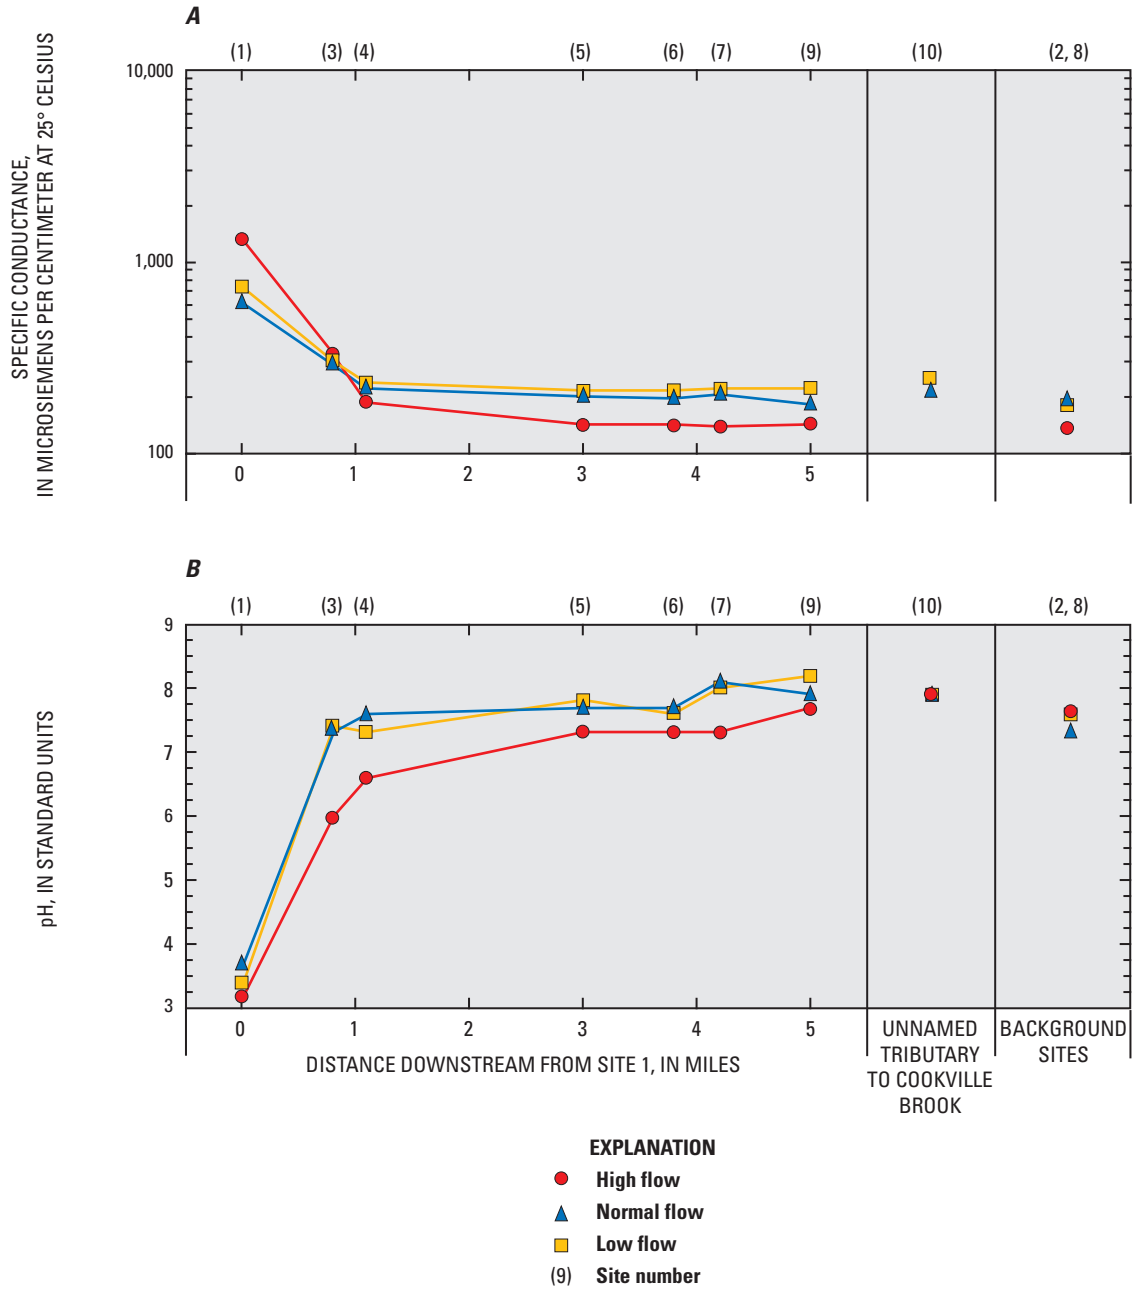 A
(1) (3) (4) (5) (6) (7) (9) (10) (2, 8)
SPECIFIC CONDUCTANCE,
IN MICROSIEMENS PER CENTIMETER AT 25° CELSIUS
10,000
1,000
100
0 1 2 3 4 5
B
(1) (3) (4) (5) (6) (7) (9) (10) (2, 8)
pH, IN STANDARD UNITS
9
8
7
6
5
4
3
0 1 2 3 4 5
DISTANCE DOWNSTREAM FROM SITE 1, IN MILES
UNNAMED
TRIBUTARY
TO COOKVILLE
BROOK
BACKGROUND
SITES
EXPLANATION
High flow
Normal flow
Low flow
(9) Site number